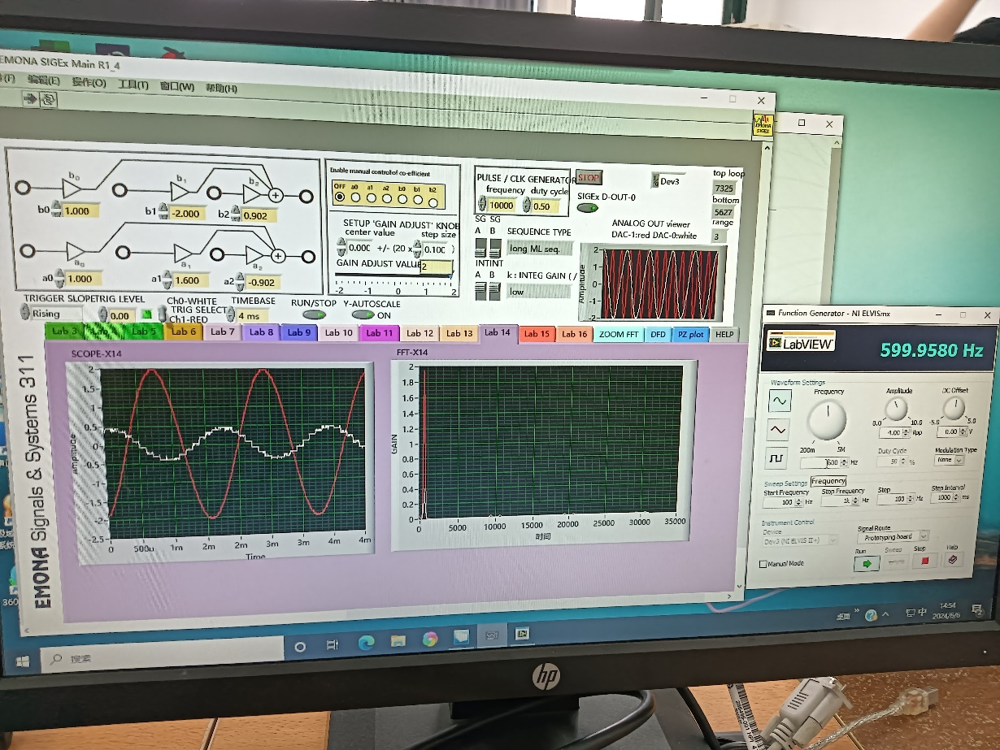 EMONA SIGEx Main R1_4
编辑(E) 操作(O) 工具(T) 窗口(W) 帮助(H)
EMONA
SIGEX
b0 b1 b2
b0 1.000 b1 -2.000 b2 0.902
a0 a1 a2
a0 1.000 a1 1.600 a2 -0.902
Enable manual control of co-efficient
OFF a0 a1 a2 b0 b1 b2
SETUP 'GAIN ADJUST' KNOB
center value step size
0.000 +/- (20 x 0.100 )
GAIN ADJUST VALUE 2
-2 -1 0 1 2
PULSE / CLK GENERATOR
frequency duty cycle
10000 0.50
SG SG
A B SEQUENCE TYPE
long ML seq.
INTINT
A B k : INTEG GAIN ( /
low
STOP
SIGEx D-OUT-0
Dev3
top loop
7325
bottom
5627
range
3
ANALOG OUT viewer
DAC-1:red DAC-0:white
Amplitude
2
1
0
-1
-2
TRIGGER SLOPE TRIG LEVEL
Rising 0.00
Ch0-WHITE
TRIG SELECT
Ch1-RED
TIMEBASE
4 ms
RUN/STOP Y-AUTOSCALE
ON
Lab 3 Lab 4 Lab 5 Lab 6 Lab 7 Lab 8 Lab 9 Lab 10 Lab 11 Lab 12 Lab 13 Lab 14 Lab 15 Lab 16 ZOOM FFT DFD PZ plot HELP
EMONA Signals & Systems 311
SCOPE-X14
Amplitude
2
1.5
1
0.5
0
-0.5
-1
-1.5
-2
-2.5
0 500u 1m 2m 2m 3m 3m 4m 4m
Time
FFT-X14
GAIN
2
1.8
1.6
1.4
1.2
1
0.8
0.6
0.4
0.2
0
0 5000 10000 15000 20000 25000 30000 35000
时间
Function Generator - NI ELVISmx
LabVIEW
599.9580 Hz
Waveform Settings
Frequency Amplitude DC Offset
0.0 10.0 -5.0 5.0
4.00 Vpp 0.00 V
200m 5M
600 Hz
Duty Cycle
50 %
Modulation Type
None
Sweep Settings
Frequency
Start Frequency Stop Frequency Step Step Interval
100 Hz 1k Hz 100 Hz 1000 ms
Instrument Control
Device
Dev3 (NI ELVIS II+)
Signal Route
Prototyping board
Manual Mode
Run Sweep Stop Help
搜索
桌面
中
14:54
2024/6/6
hp